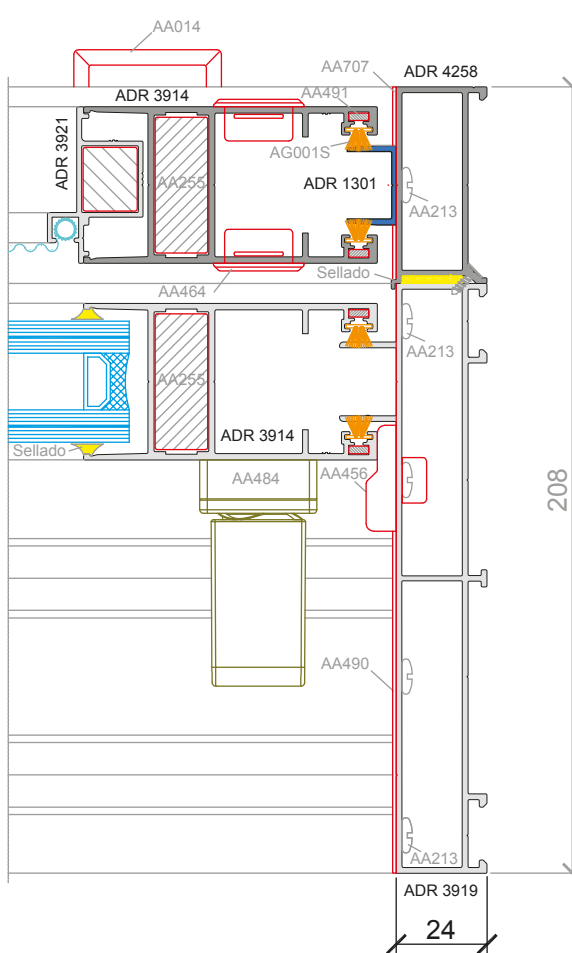 AA014
AA707
ADR 4258
ADR 3914
AA491
ADR 3921
AG001S
AA255
ADR 1301
AA213
Sellado
AA464
AA213
AA255
ADR 3914
Sellado
AA484
AA456
208
AA490
AA213
ADR 3919
24